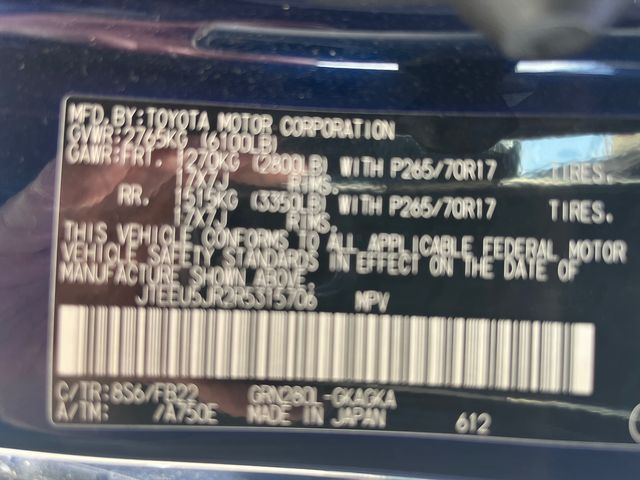 MFD.BY:TOYOTA MOTOR CORPORATION
GVWR:2765KG (6100LB)
GAWR:FRT. 1270KG (2800LB) WITH P265/70R17 TIRES,
17X7J RIMS,
RR. 1515KG (3350LB) WITH P265/70R17 TIRES,
17X7J RIMS,
THIS VEHICLE CONFORMS TO ALL APPLICABLE FEDERAL MOTOR
VEHICLE SAFETY STANDARDS IN EFFECT ON THE DATE OF
MANUFACTURE SHOWN ABOVE.
JTEEU5JR2R5315706 MPV
C/TR:8S6/FB22 GRN280L-GKAGKA
A/TM: /A750E MADE IN JAPAN 612